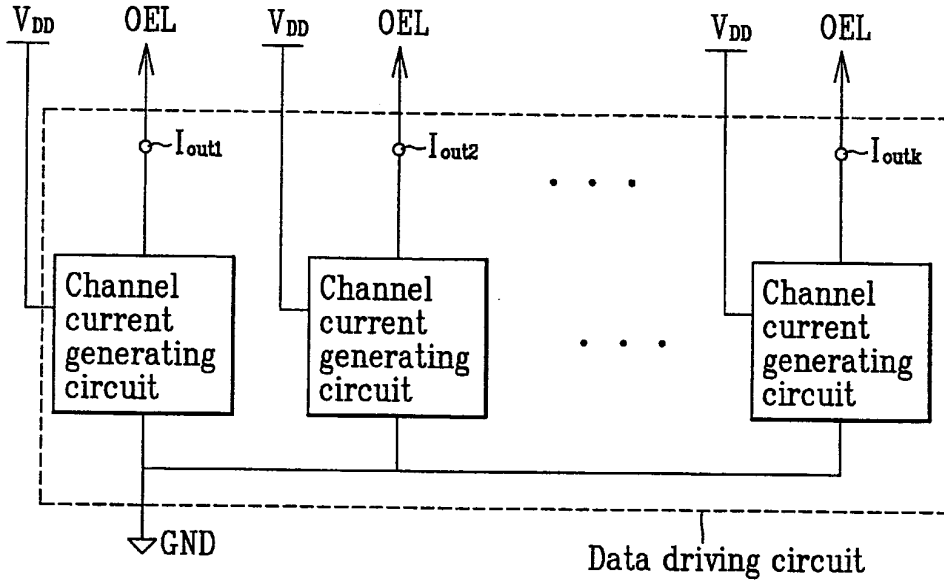 VDD OEL VDD OEL VDD OEL
Iout1 Iout2 Ioutk
. . .
Channel current generating circuit
Channel current generating circuit
. . .
Channel current generating circuit
GND
Data driving circuit